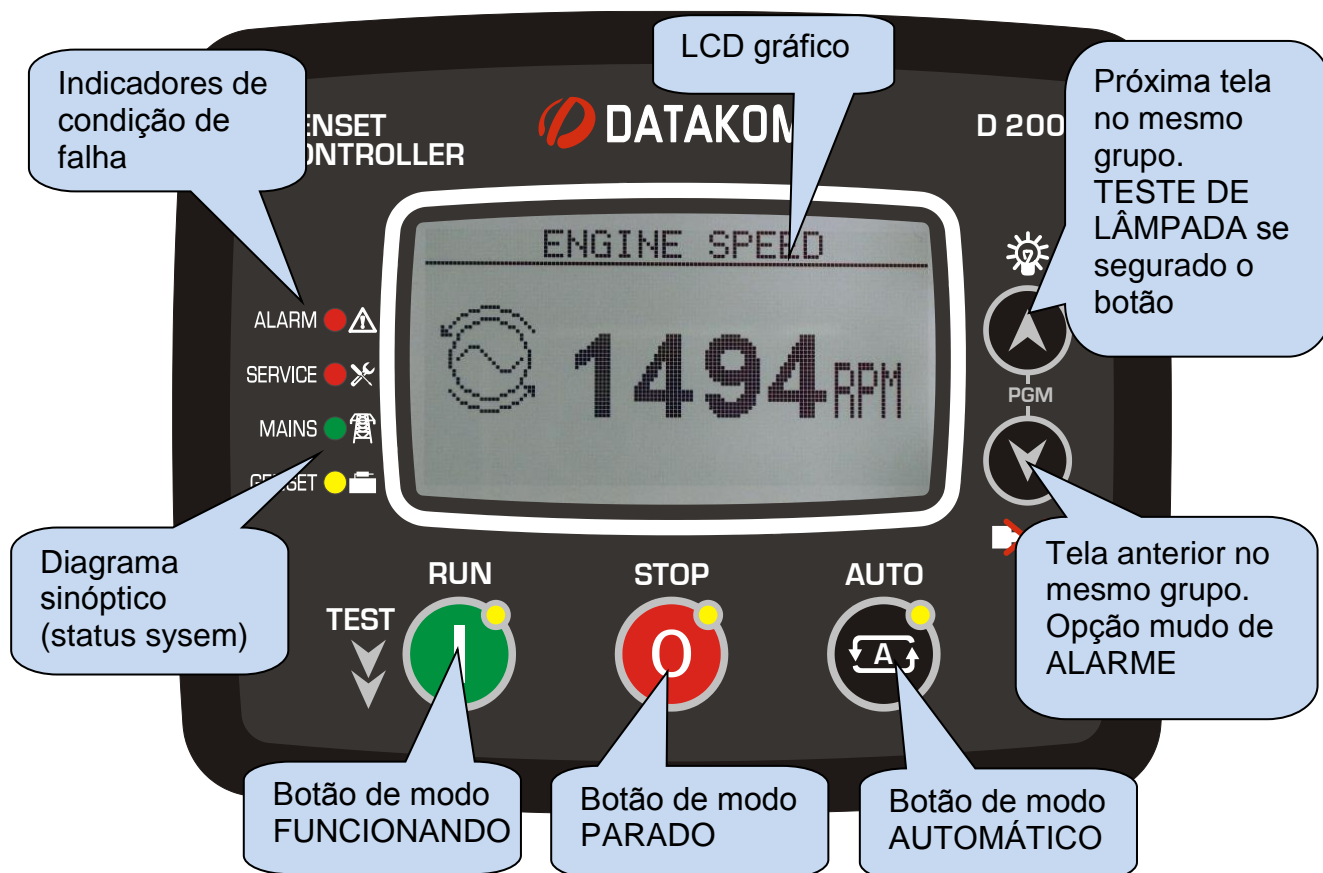 LCD gráfico
Indicadores de
condição de
falha
Próxima tela
no mesmo
grupo.
TESTE DE
LÂMPADA se
segurado o
botão
ENSET
ONTROLLER
DATAKOM
D 200
ENGINE SPEED
1494 RPM
ALARM
SERVICE
MAINS
GENSET
PGM
Diagrama
sinóptico
(status sysem)
Tela anterior no
mesmo grupo.
Opção mudo de
ALARME
RUN
STOP
AUTO
TEST
O
A
Botão de modo
FUNCIONANDO
Botão de modo
PARADO
Botão de modo
AUTOMÁTICO